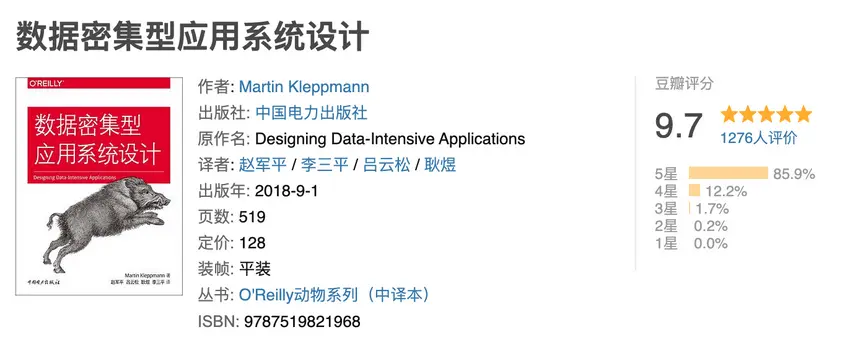 数据密集型应用系统设计
O'REILLY
数据密集型
应用系统设计
Designing Data-Intensive Applications
Martin Kleppmann 著
赵军平 吕云松 耿煜 李三平 译
中国电力出版社
作者: Martin Kleppmann
出版社: 中国电力出版社
原作名: Designing Data-Intensive Applications
译者: 赵军平 / 李三平 / 吕云松 / 耿煜
出版年: 2018-9-1
页数: 519
定价: 128
装帧: 平装
丛书: O'Reilly动物系列（中译本）
ISBN: 9787519821968
豆瓣评分
9.7
1276人评价
5星 85.9%
4星 12.2%
3星 1.7%
2星 0.2%
1星 0.0%